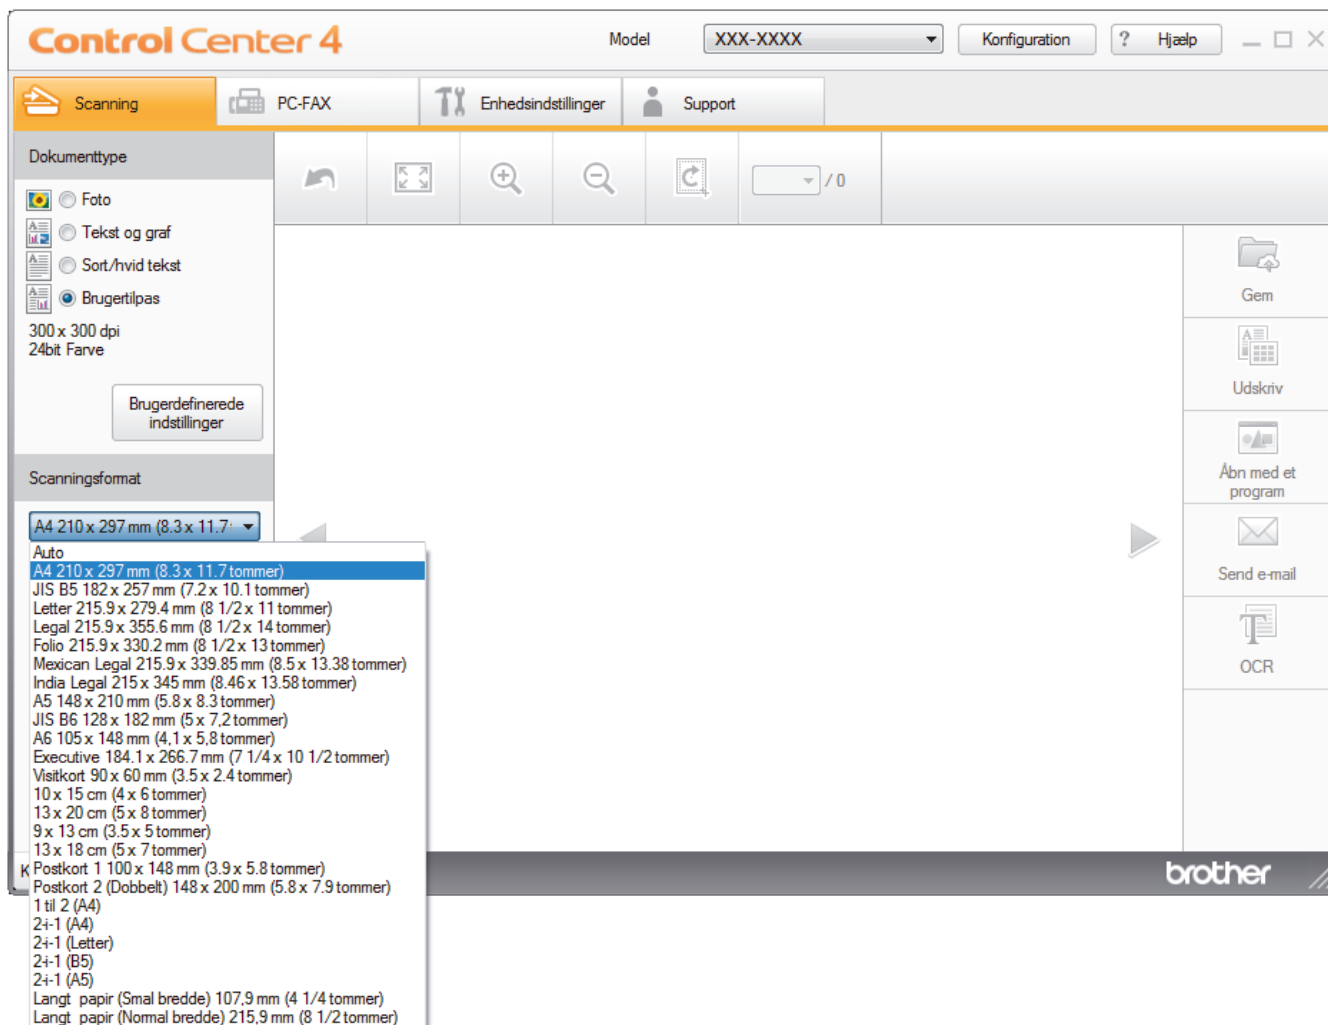 Control Center 4
Model
XXX-XXXX
Konfiguration
? Hjælp
Scanning
PC-FAX
Enhedsindstillinger
Support
Dokumenttype
/ 0
Foto
Tekst og graf
Sort/hvid tekst
Brugertilpas
300 x 300 dpi
24bit Farve
Brugerdefinerede
indstillinger
Scanningsformat
A4 210 x 297 mm (8.3 x 11.7
Auto
A4 210 x 297 mm (8.3 x 11.7 tommer)
JIS B5 182 x 257 mm (7.2 x 10.1 tommer)
Letter 215.9 x 279.4 mm (8 1/2 x 11 tommer)
Legal 215.9 x 355.6 mm (8 1/2 x 14 tommer)
Folio 215.9 x 330.2 mm (8 1/2 x 13 tommer)
Mexican Legal 215.9 x 339.85 mm (8.5 x 13.38 tommer)
India Legal 215 x 345 mm (8.46 x 13.58 tommer)
A5 148 x 210 mm (5.8 x 8.3 tommer)
JIS B6 128 x 182 mm (5 x 7,2 tommer)
A6 105 x 148 mm (4,1 x 5,8 tommer)
Executive 184.1 x 266.7 mm (7 1/4 x 10 1/2 tommer)
Visitkort 90 x 60 mm (3.5 x 2.4 tommer)
10 x 15 cm (4 x 6 tommer)
13 x 20 cm (5 x 8 tommer)
9 x 13 cm (3.5 x 5 tommer)
13 x 18 cm (5 x 7 tommer)
Postkort 1 100 x 148 mm (3.9 x 5.8 tommer)
Postkort 2 (Dobbelt) 148 x 200 mm (5.8 x 7.9 tommer)
1 til 2 (A4)
2-i-1 (A4)
2-i-1 (Letter)
2-i-1 (B5)
2-i-1 (A5)
Langt papir (Smal bredde) 107,9 mm (4 1/4 tommer)
Langt papir (Normal bredde) 215,9 mm (8 1/2 tommer)
Gem
Udskriv
Åbn med et
program
Send e-mail
OCR
brother